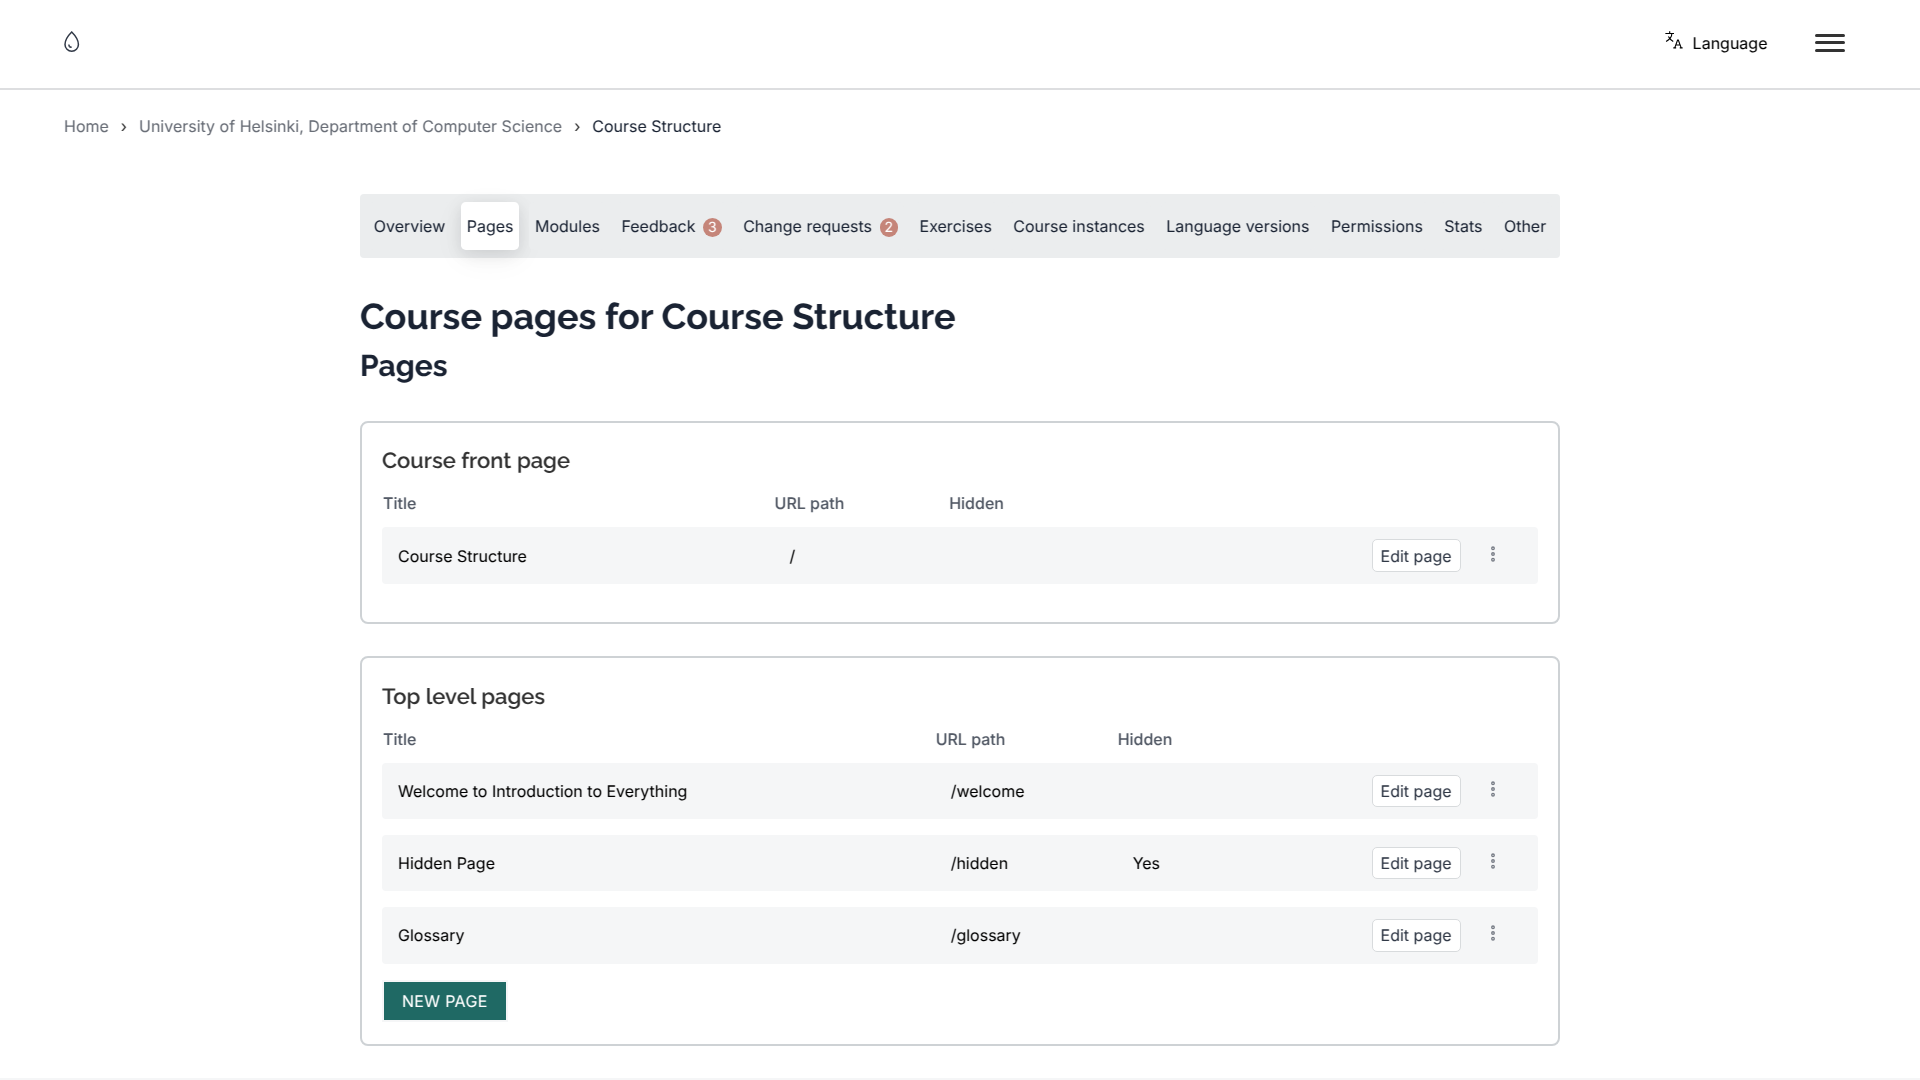 Language
Home › University of Helsinki, Department of Computer Science › Course Structure
Overview Pages Modules Feedback 3 Change requests 2 Exercises Course instances Language versions Permissions Stats Other
Course pages for Course Structure
Pages
Course front page
Title URL path Hidden
Course Structure / Edit page
Top level pages
Title URL path Hidden
Welcome to Introduction to Everything /welcome Edit page
Hidden Page /hidden Yes Edit page
Glossary /glossary Edit page
NEW PAGE